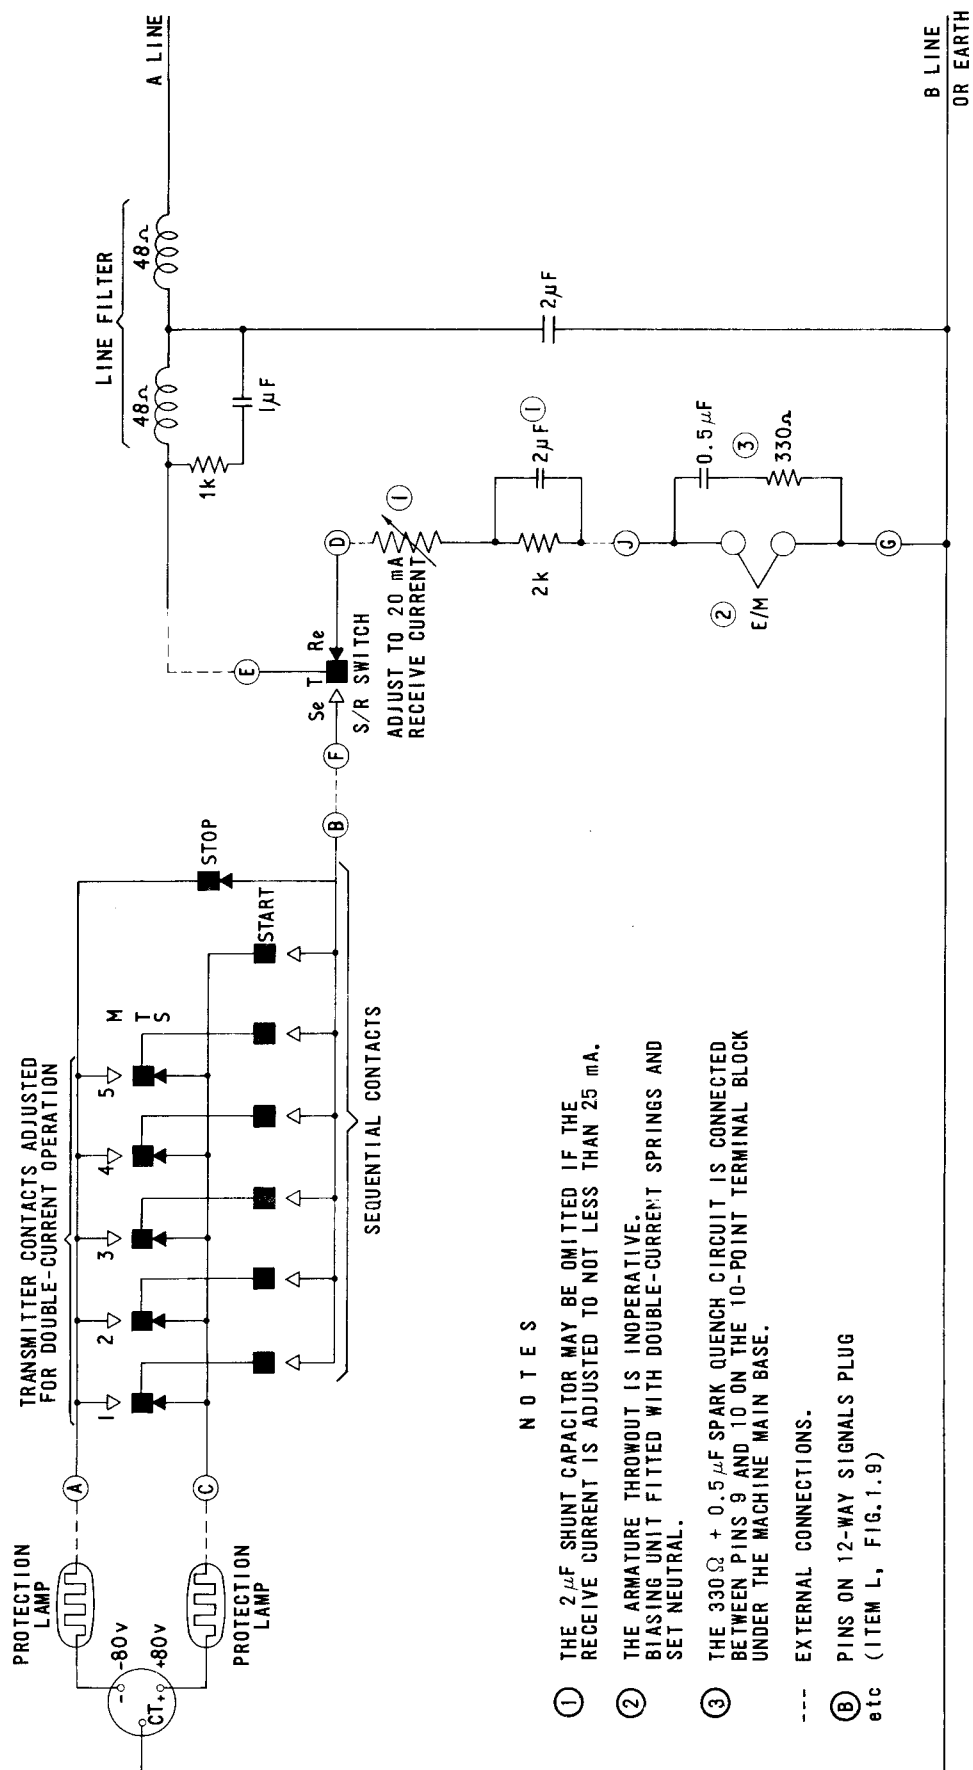 PROTECTION
LAMP
-80v
-
CT
+
+80v
PROTECTION
LAMP
A
C
TRANSMITTER CONTACTS ADJUSTED
FOR DOUBLE-CURRENT OPERATION
1
2
3
4
5
M
T
S
START
STOP
SEQUENTIAL CONTACTS
B
F
E
Se
T
Re
S/R SWITCH
ADJUST TO 20 mA
RECEIVE CURRENT
D
1
2k
2µF
1
J
2
E/M
0.5µF
3
330Ω
G
LINE FILTER
48Ω
48Ω
1k
1µF
2µF
A LINE
B LINE
OR EARTH
NOTES
1 THE 2µF SHUNT CAPACITOR MAY BE OMITTED IF THE
RECEIVE CURRENT IS ADJUSTED TO NOT LESS THAN 25 mA.
2 THE ARMATURE THROWOUT IS INOPERATIVE.
BIASING UNIT FITTED WITH DOUBLE-CURRENT SPRINGS AND
SET NEUTRAL.
3 THE 330Ω + 0.5µF SPARK QUENCH CIRCUIT IS CONNECTED
BETWEEN PINS 9 AND 10 ON THE 10-POINT TERMINAL BLOCK
UNDER THE MACHINE MAIN BASE.
--- EXTERNAL CONNECTIONS.
B PINS ON 12-WAY SIGNALS PLUG
etc (ITEM L, FIG.1.9)